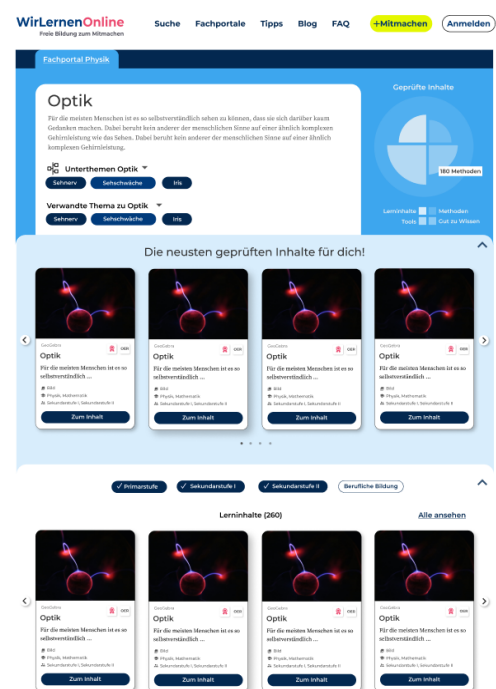 WirLernenOnline
Freie Bildung zum Mitmachen
Suche Fachportale Tipps Blog FAQ +Mitmachen Anmelden
Fachportal Physik
Geprüfte Inhalte
Optik
Für die meisten Menschen ist es so selbstverständlich sehen zu können, dass sie sich darüber kaum
Gedanken machen. Dabei beruht kein anderer der menschlichen Sinne auf einer ähnlich komplexen
Gehirnleistung wie das Sehen. Dabei beruht kein anderer der menschlichen Sinne auf einer ähnlich
komplexen Gehirnleistung.
180 Methoden
Unterthemen Optik
Sehnerv Sehschwäche Iris
Verwandte Thema zu Optik
Sehnerv Sehschwäche Iris
Lerninhalte Methoden
Tools Gut zu Wissen
Die neusten geprüften Inhalte für dich!
GeoGebra GeoGebra GeoGebra GeoGebra
OER OER OER OER
Optik Optik Optik Optik
Für die meisten Menschen ist es so Für die meisten Menschen ist es so Für die meisten Menschen ist es so Für die meisten Menschen ist es so
selbstverständlich ... selbstverständlich ... selbstverständlich ... selbstverständlich ...
Bild Bild Bild Bild
Physik, Mathematik Physik, Mathematik Physik, Mathematik Physik, Mathematik
Sekundarstufe I, Sekundarstufe II Sekundarstufe I, Sekundarstufe II Sekundarstufe I, Sekundarstufe II Sekundarstufe I, Sekundarstufe II
Zum Inhalt Zum Inhalt Zum Inhalt Zum Inhalt
Primarstufe Sekundarstufe I Sekundarstufe II Berufliche Bildung
Lerninhalte (260) Alle ansehen
GeoGebra GeoGebra GeoGebra GeoGebra
OER OER OER OER
Optik Optik Optik Optik
Für die meisten Menschen ist es so Für die meisten Menschen ist es so Für die meisten Menschen ist es so Für die meisten Menschen ist es so
selbstverständlich ... selbstverständlich ... selbstverständlich ... selbstverständlich ...
Bild Bild Bild Bild
Physik, Mathematik Physik, Mathematik Physik, Mathematik Physik, Mathematik
Sekundarstufe I, Sekundarstufe II Sekundarstufe I, Sekundarstufe II Sekundarstufe I, Sekundarstufe II Sekundarstufe I, Sekundarstufe II
Zum Inhalt Zum Inhalt Zum Inhalt Zum Inhalt